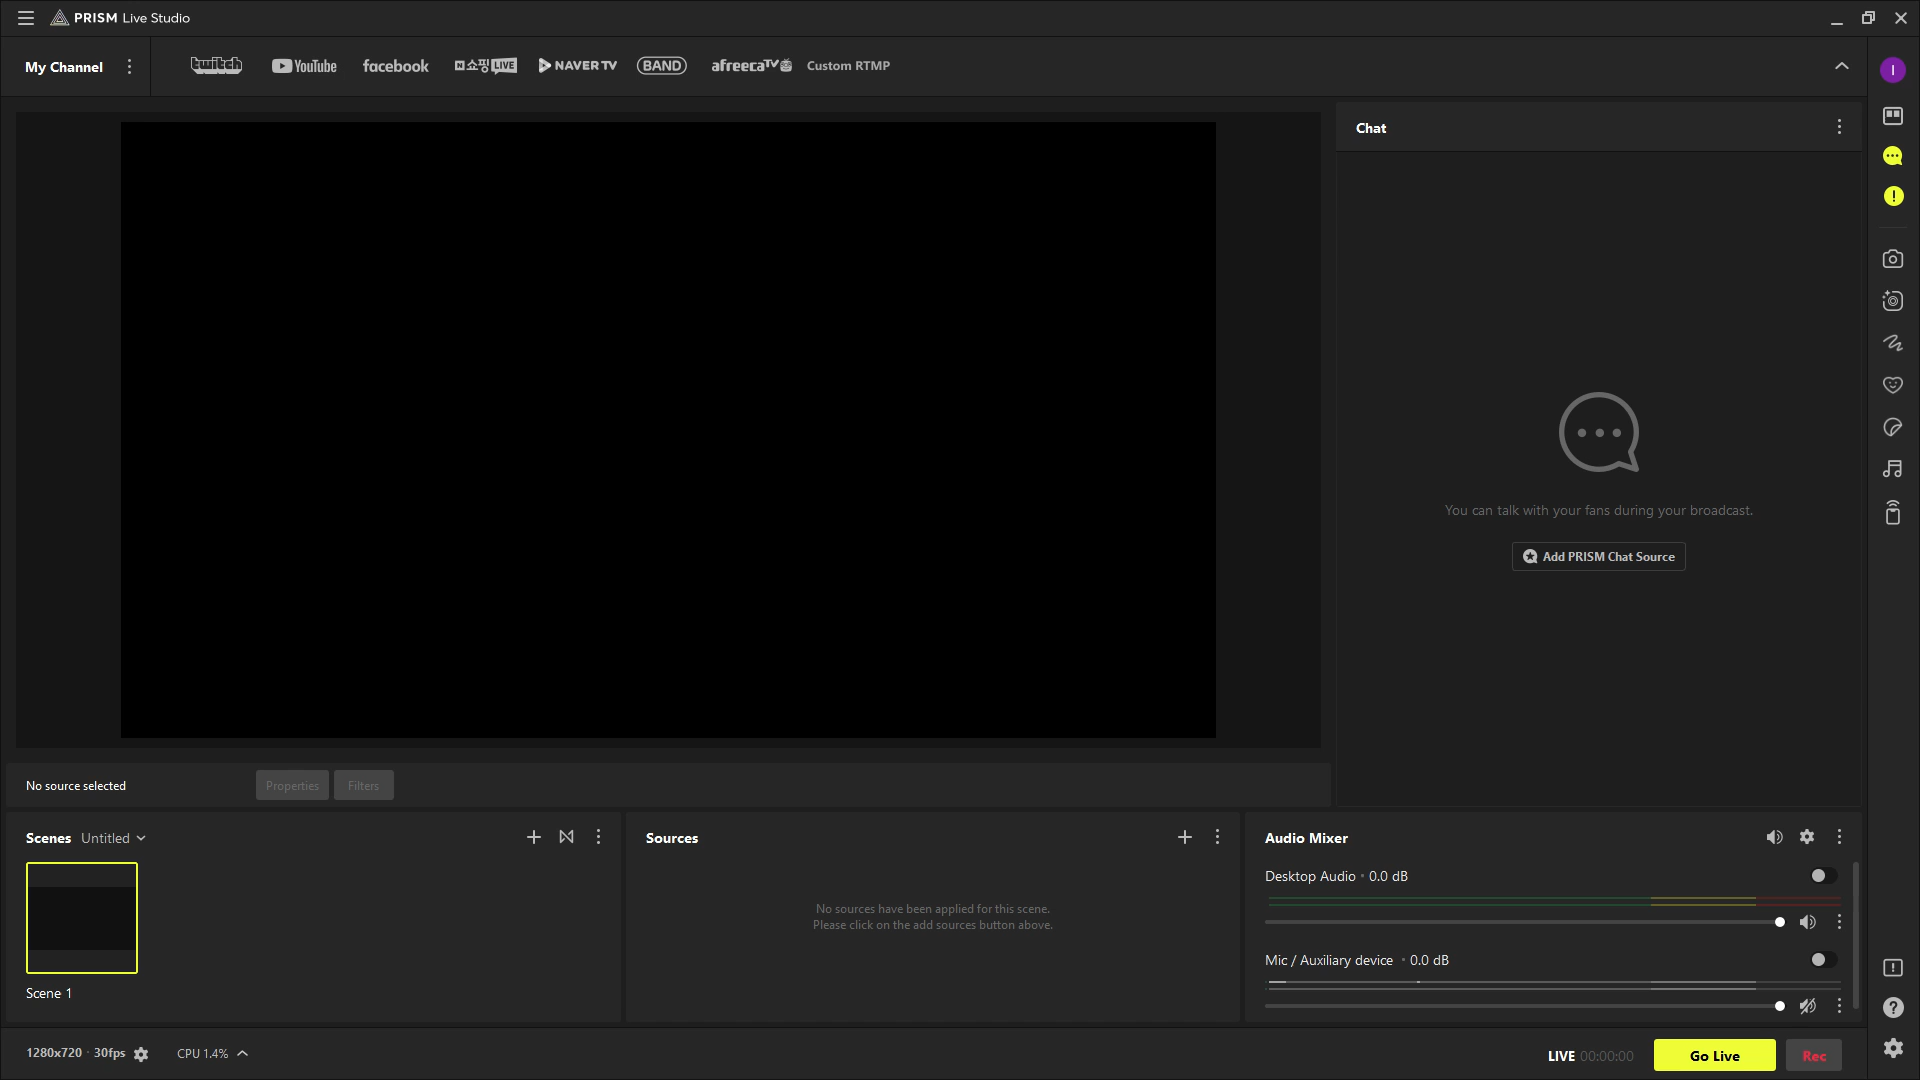 PRISM Live Studio
My Channel
twitch
YouTube
facebook
N쇼핑LIVE
NAVER TV
BAND
afreecaTV
Custom RTMP
I
Chat
You can talk with your fans during your broadcast.
Add PRISM Chat Source
No source selected
Properties
Filters
Scenes Untitled
Scene 1
Sources
No sources have been applied for this scene.
Please click on the add sources button above.
Audio Mixer
Desktop Audio • 0.0 dB
Mic / Auxiliary device • 0.0 dB
1280x720 · 30fps
CPU 1.4%
LIVE 00:00:00
Go Live
Rec